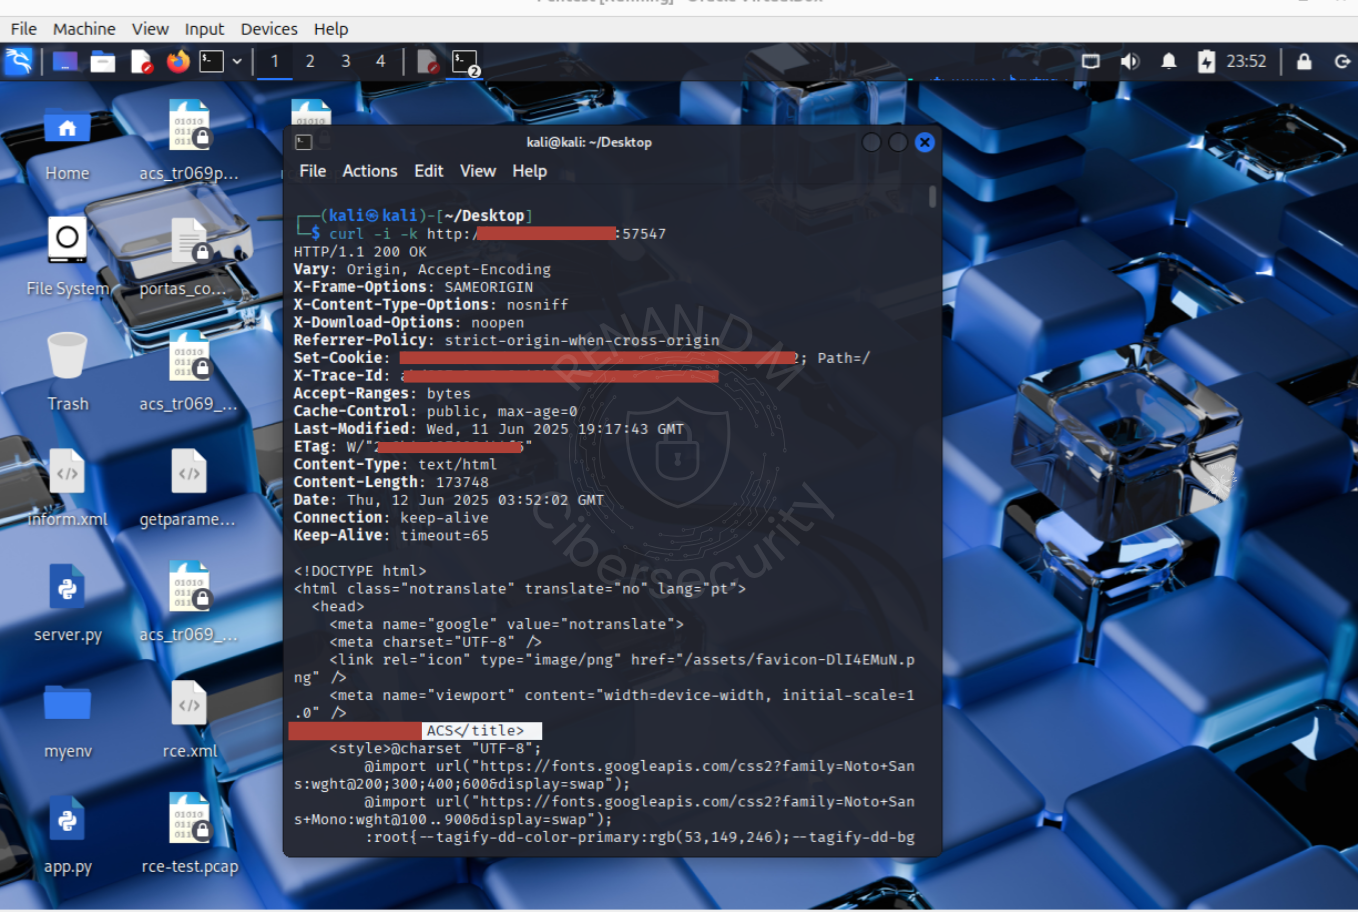 File Machine View Input Devices Help
1 2 3 4
2
23:52
Home
acs_tr069p...
File System
portas_co...
Trash
acs_tr069_...
inform.xml
getparame...
server.py
acs_tr069_...
myenv
rce.xml
app.py
rce-test.pcap
kali@kali: ~/Desktop
File Actions Edit View Help
(kali㉿kali)-[~/Desktop]
$ curl -i -k http:/ :57547
HTTP/1.1 200 OK
Vary: Origin, Accept-Encoding
X-Frame-Options: SAMEORIGIN
X-Content-Type-Options: nosniff
X-Download-Options: noopen
Referrer-Policy: strict-origin-when-cross-origin
Set-Cookie: 2; Path=/
X-Trace-Id:
Accept-Ranges: bytes
Cache-Control: public, max-age=0
Last-Modified: Wed, 11 Jun 2025 19:17:43 GMT
ETag: W/"2 "
Content-Type: text/html
Content-Length: 173748
Date: Thu, 12 Jun 2025 03:52:02 GMT
Connection: keep-alive
Keep-Alive: timeout=65
<!DOCTYPE html>
<html class="notranslate" translate="no" lang="pt">
<head>
<meta name="google" value="notranslate">
<meta charset="UTF-8" />
<link rel="icon" type="image/png" href="/assets/favicon-DlI4EMuN.p
ng" />
<meta name="viewport" content="width=device-width, initial-scale=1
.0" />
ACS</title>
<style>@charset "UTF-8";
@import url("https://fonts.googleapis.com/css2?family=Noto+San
s:wght@200;300;400;600&display=swap");
@import url("https://fonts.googleapis.com/css2?family=Noto+San
s+Mono:wght@100..900&display=swap");
:root{--tagify-dd-color-primary:rgb(53,149,246);--tagify-dd-bg
RENAN D M
Cibersecurity